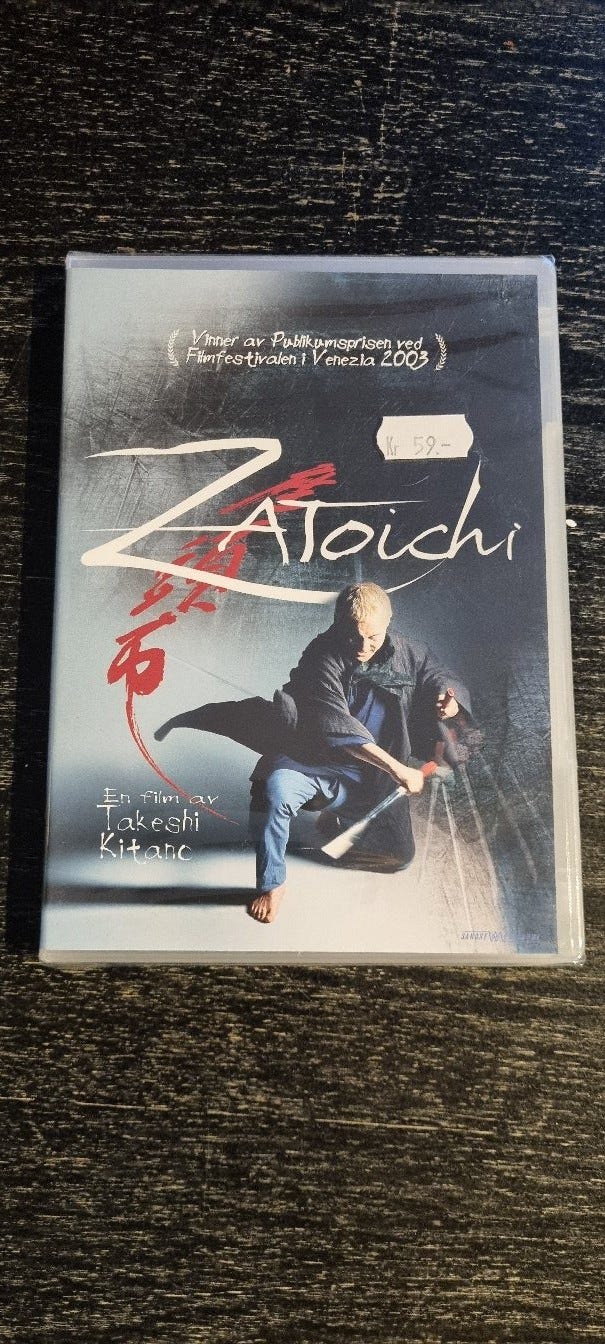 Vinner av Publikumsprisen ved
Filmfestivalen i Venezia 2003
Kr 59.-
ZATOichi
座頭市
En film av
Takeshi
Kitano